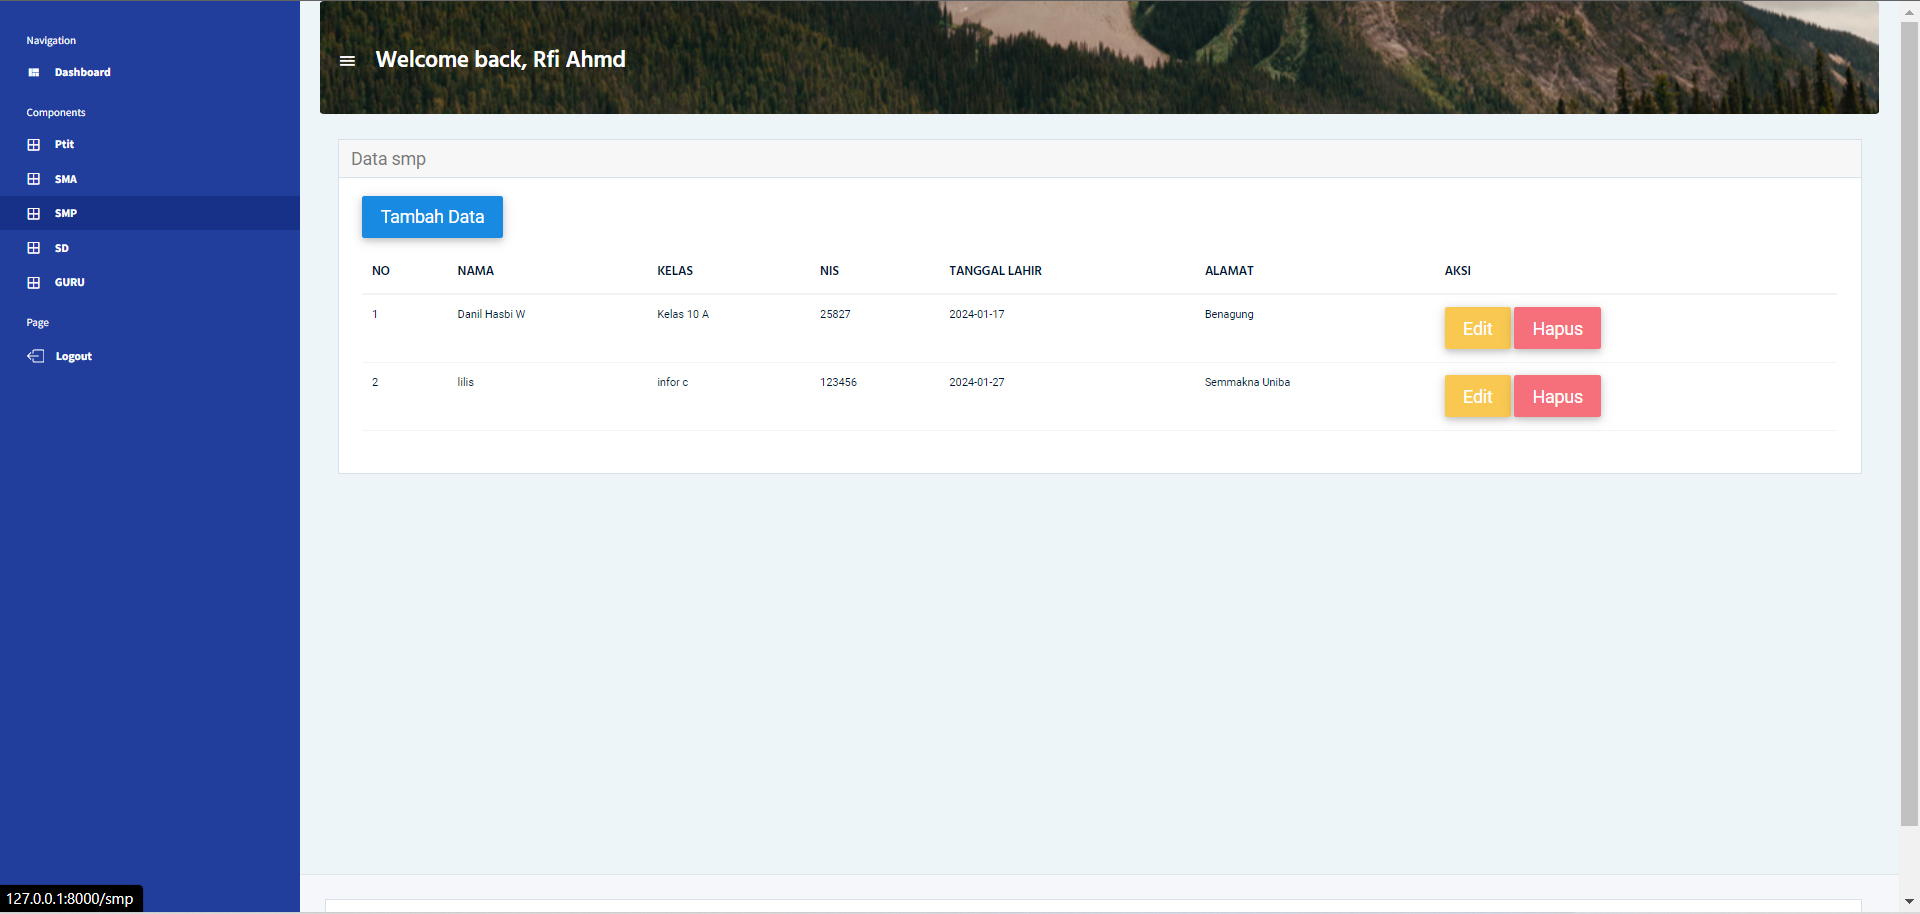 Navigation
Dashboard
Components
Ptit
SMA
SMP
SD
GURU
Page
Logout
Welcome back, Rfi Ahmd
Data smp
Tambah Data
NO NAMA KELAS NIS TANGGAL LAHIR ALAMAT AKSI
1 Danil Hasbi W Kelas 10 A 25827 2024-01-17 Benagung Edit Hapus
2 lilis infor c 123456 2024-01-27 Semmakna Uniba Edit Hapus
127.0.0.1:8000/smp